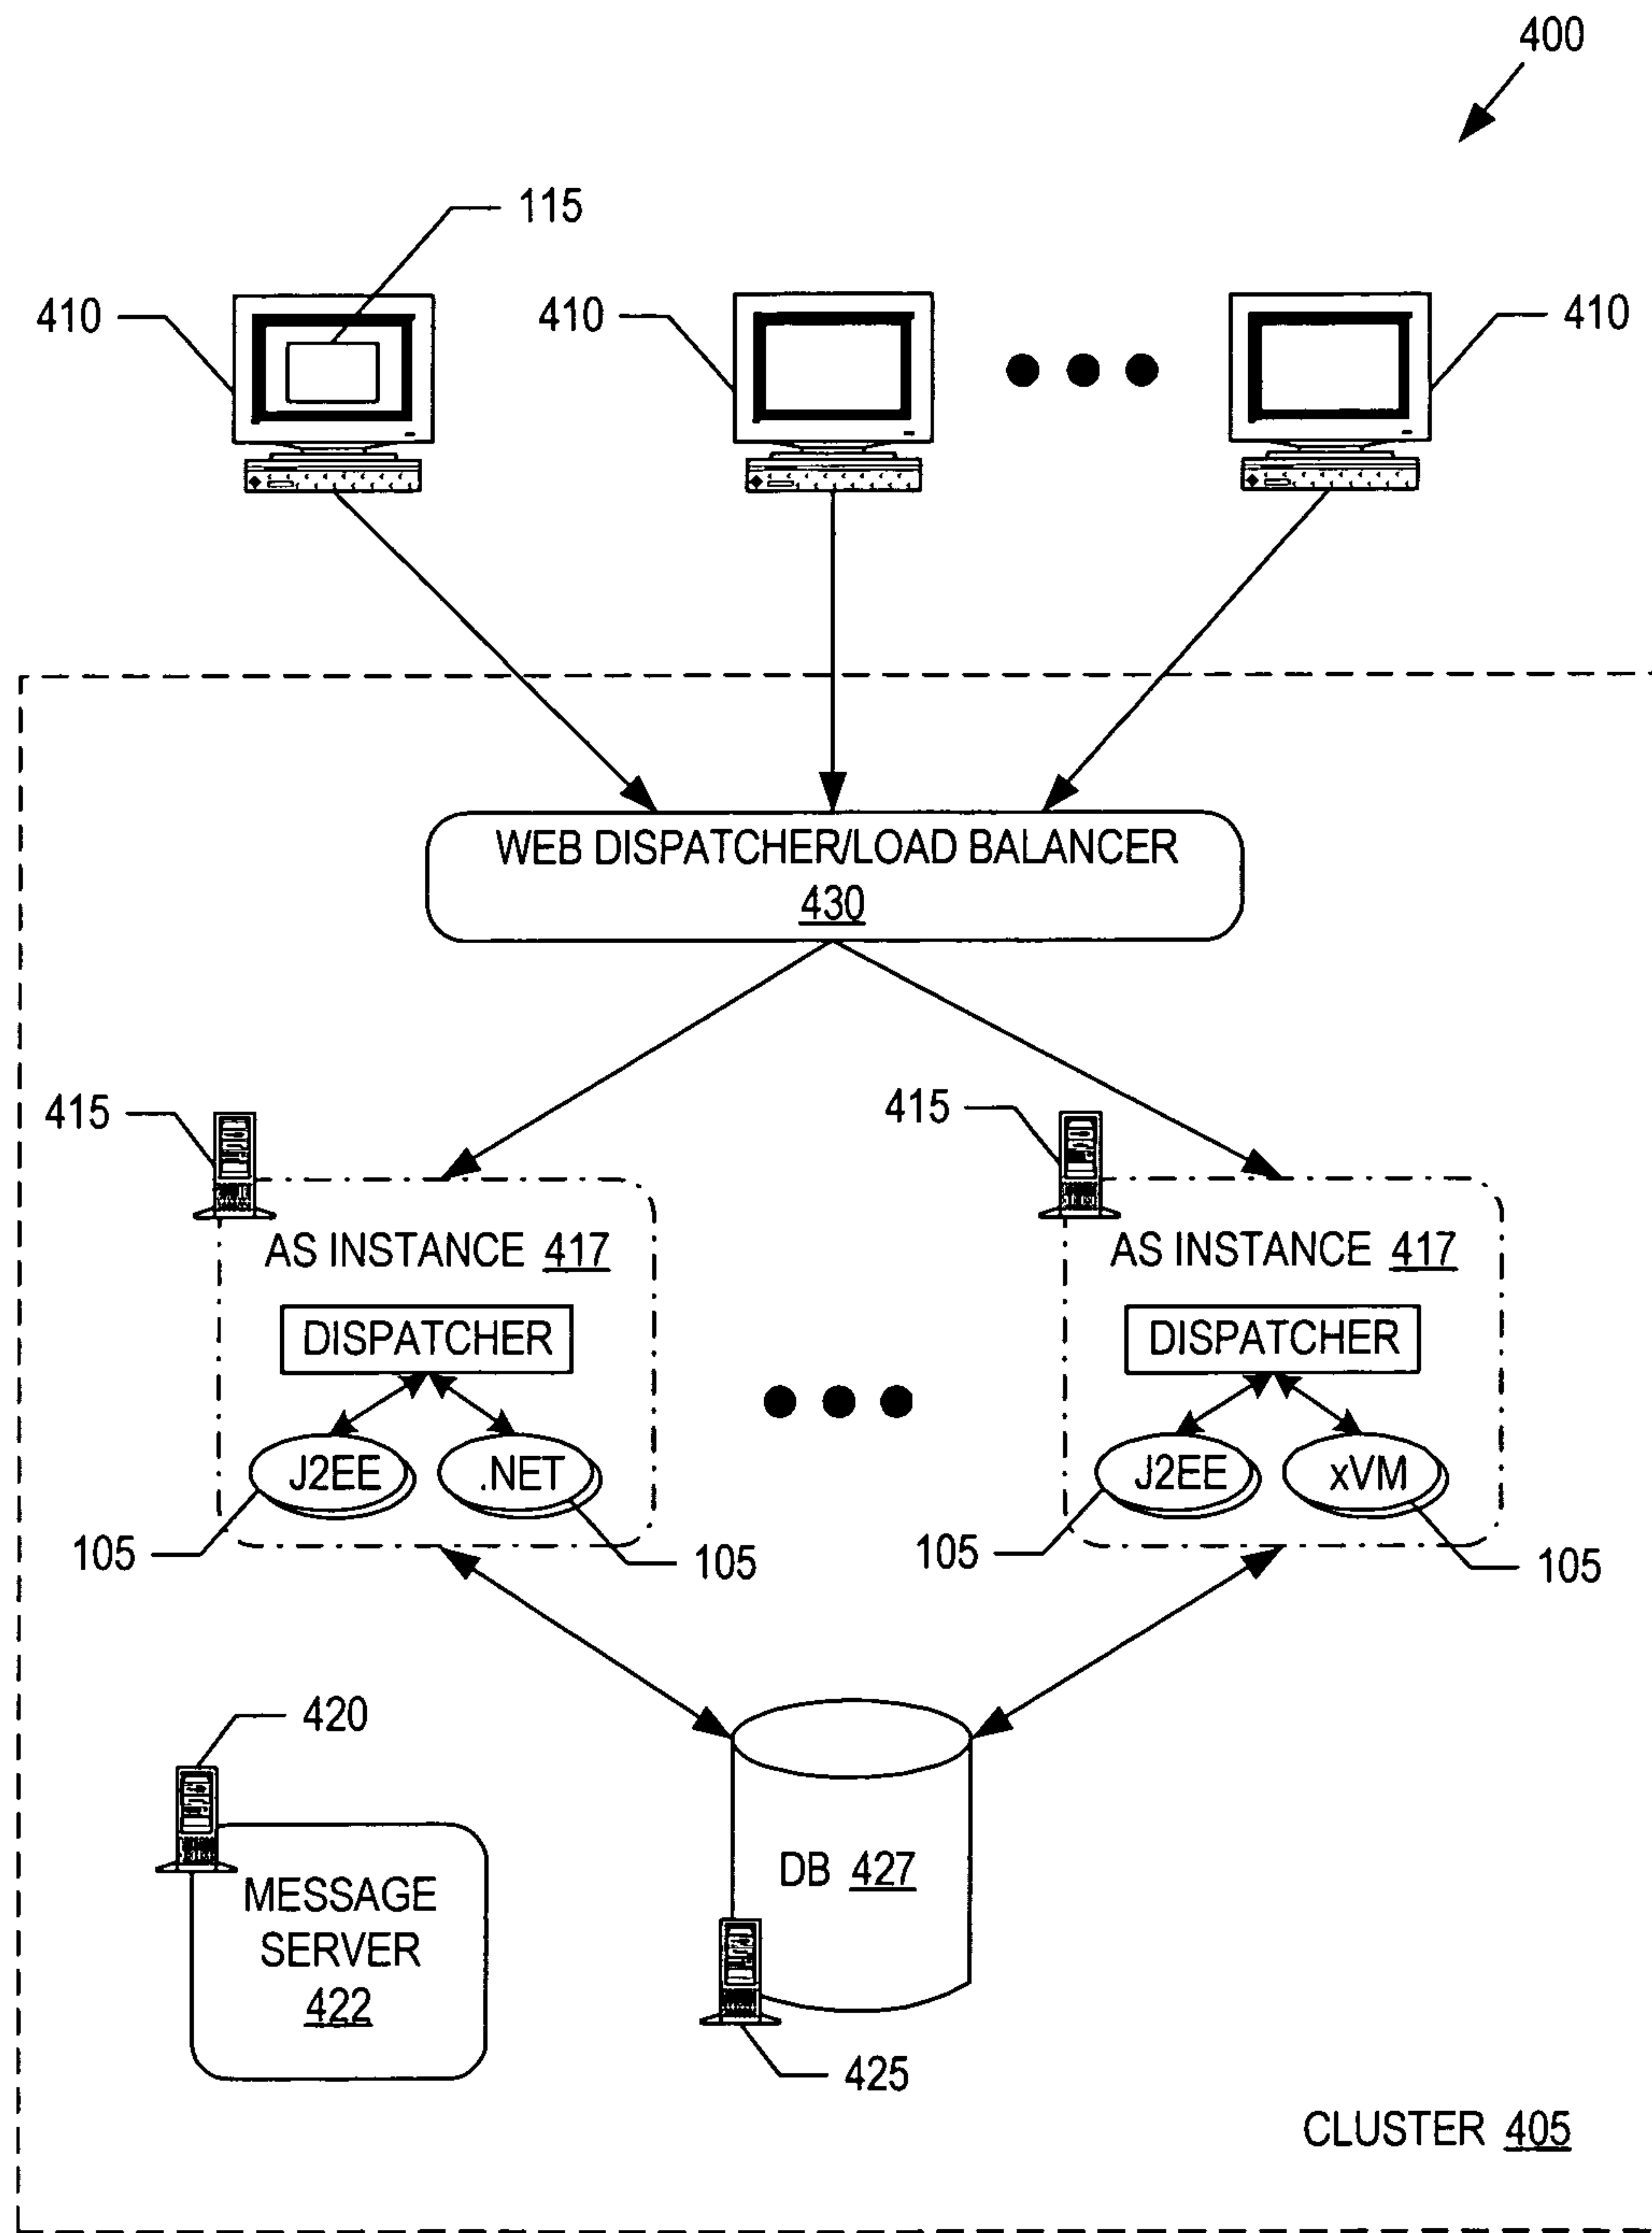 400
115
410
410
410
WEB DISPATCHER/LOAD BALANCER
430
415
415
AS INSTANCE 417
AS INSTANCE 417
DISPATCHER
DISPATCHER
J2EE
.NET
J2EE
xVM
105
105
105
105
420
MESSAGE
SERVER
422
DB 427
425
CLUSTER 405